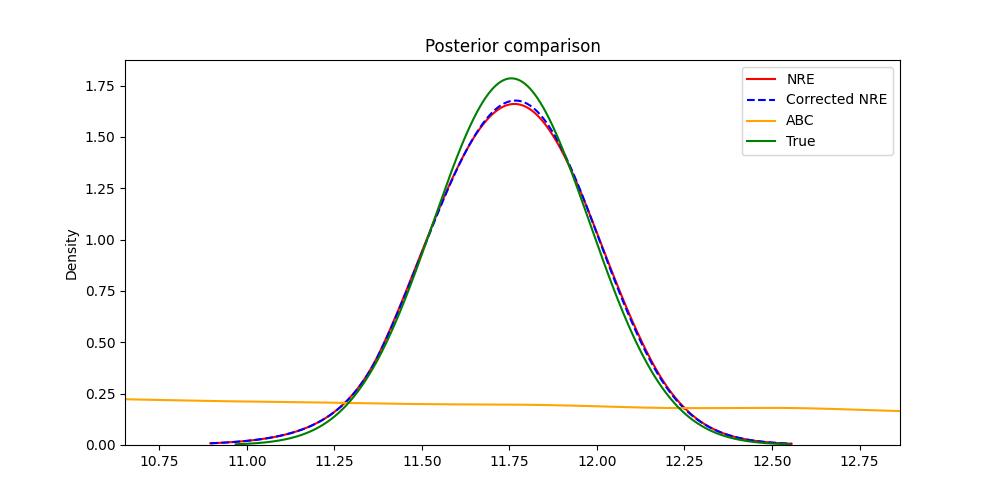 Posterior comparison
NRE
Corrected NRE
ABC
True
Density
1.75
1.50
1.25
1.00
0.75
0.50
0.25
0.00
10.75 11.00 11.25 11.50 11.75 12.00 12.25 12.50 12.75